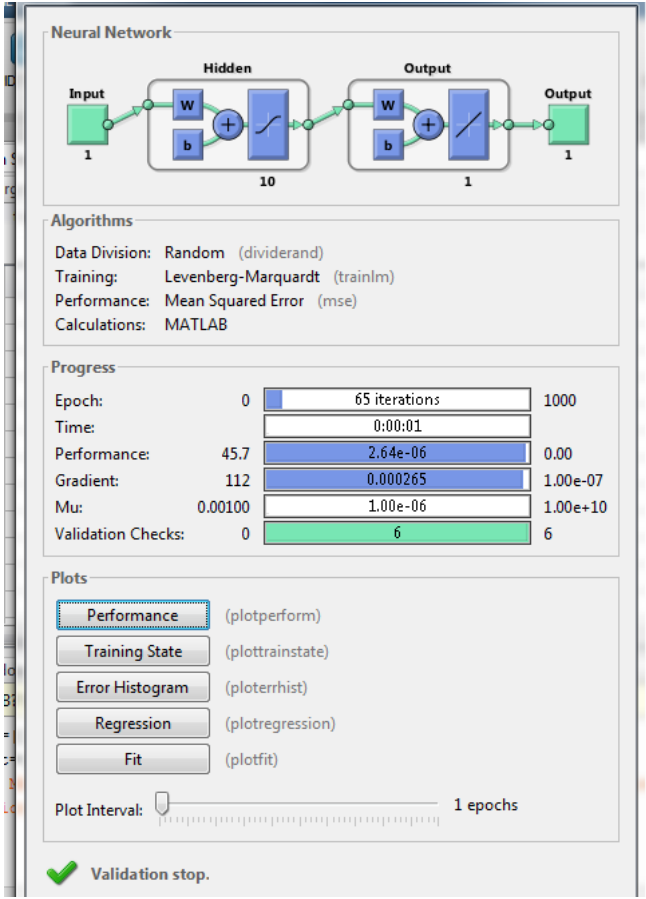 Neural Network
Hidden Output
Input Output
W W
+ +
b b
1 1
10 1
Algorithms
Data Division: Random (dividerand)
Training: Levenberg-Marquardt (trainlm)
Performance: Mean Squared Error (mse)
Calculations: MATLAB
Progress
Epoch: 0 65 iterations 1000
Time: 0:00:01
Performance: 45.7 2.64e-06 0.00
Gradient: 112 0.000265 1.00e-07
Mu: 0.00100 1.00e-06 1.00e+10
Validation Checks: 0 6 6
Plots
Performance (plotperform)
Training State (plottrainstate)
Error Histogram (ploterrhist)
Regression (plotregression)
Fit (plotfit)
Plot Interval: 1 epochs
Validation stop.